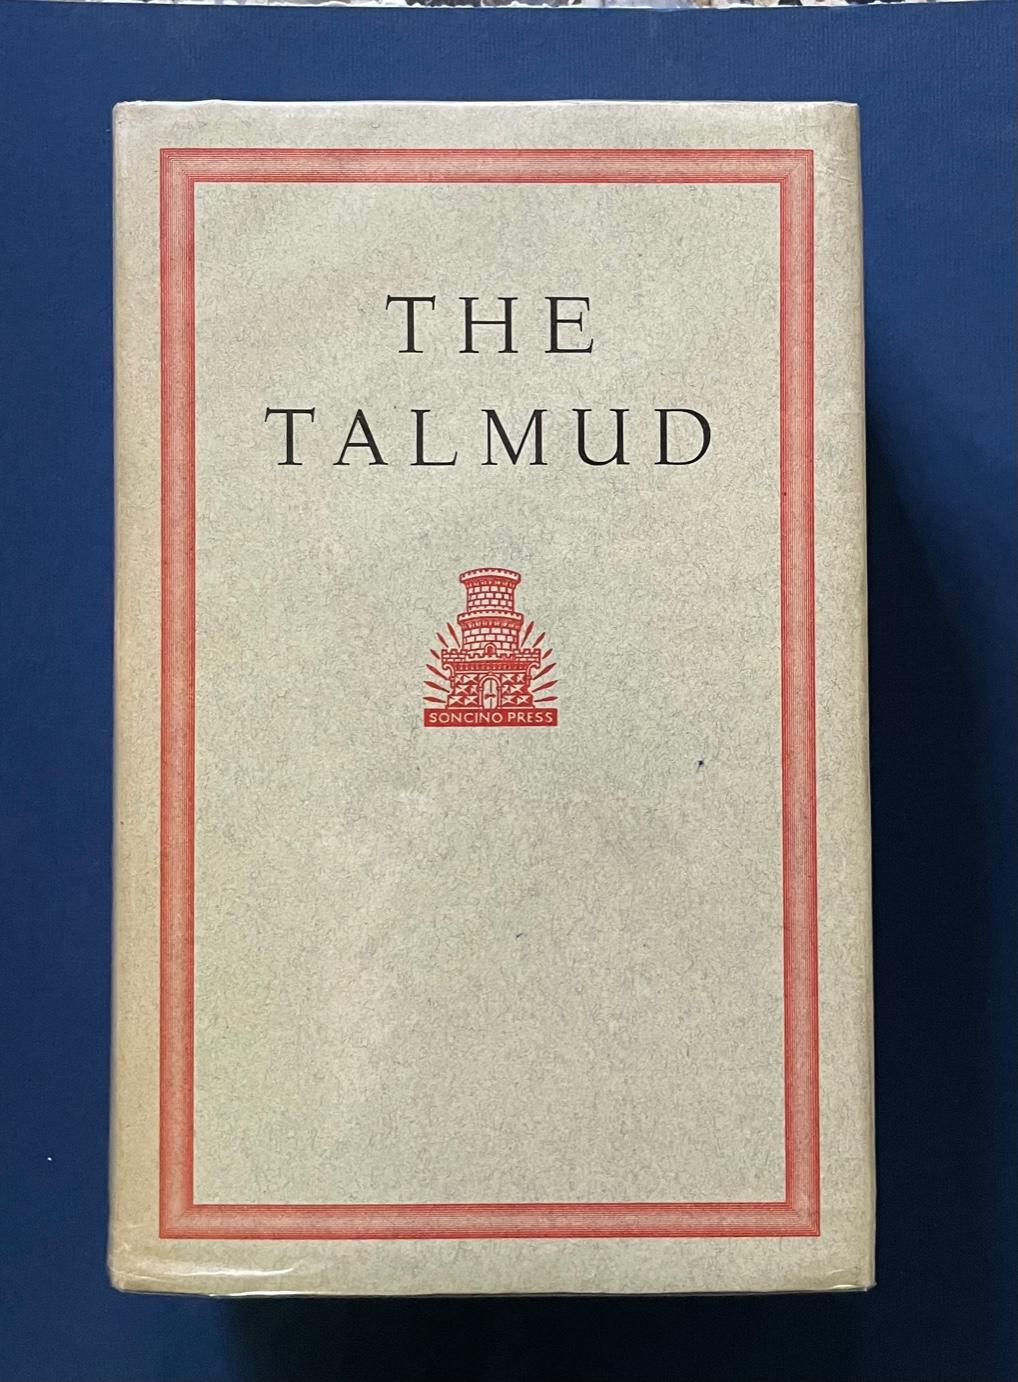 THE
TALMUD
SONCINO PRESS